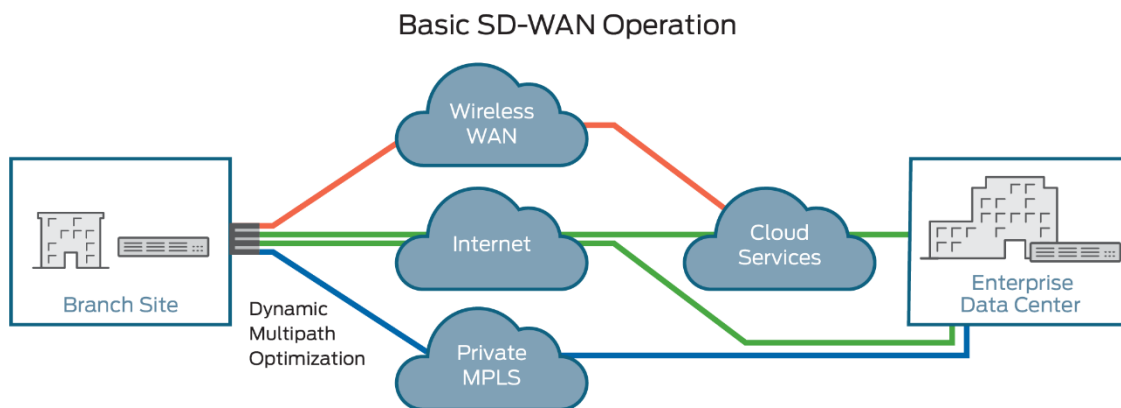 Basic SD-WAN Operation
Wireless
WAN
Internet
Cloud
Services
Branch Site
Enterprise
Data Center
Dynamic
Multipath
Optimization
Private
MPLS